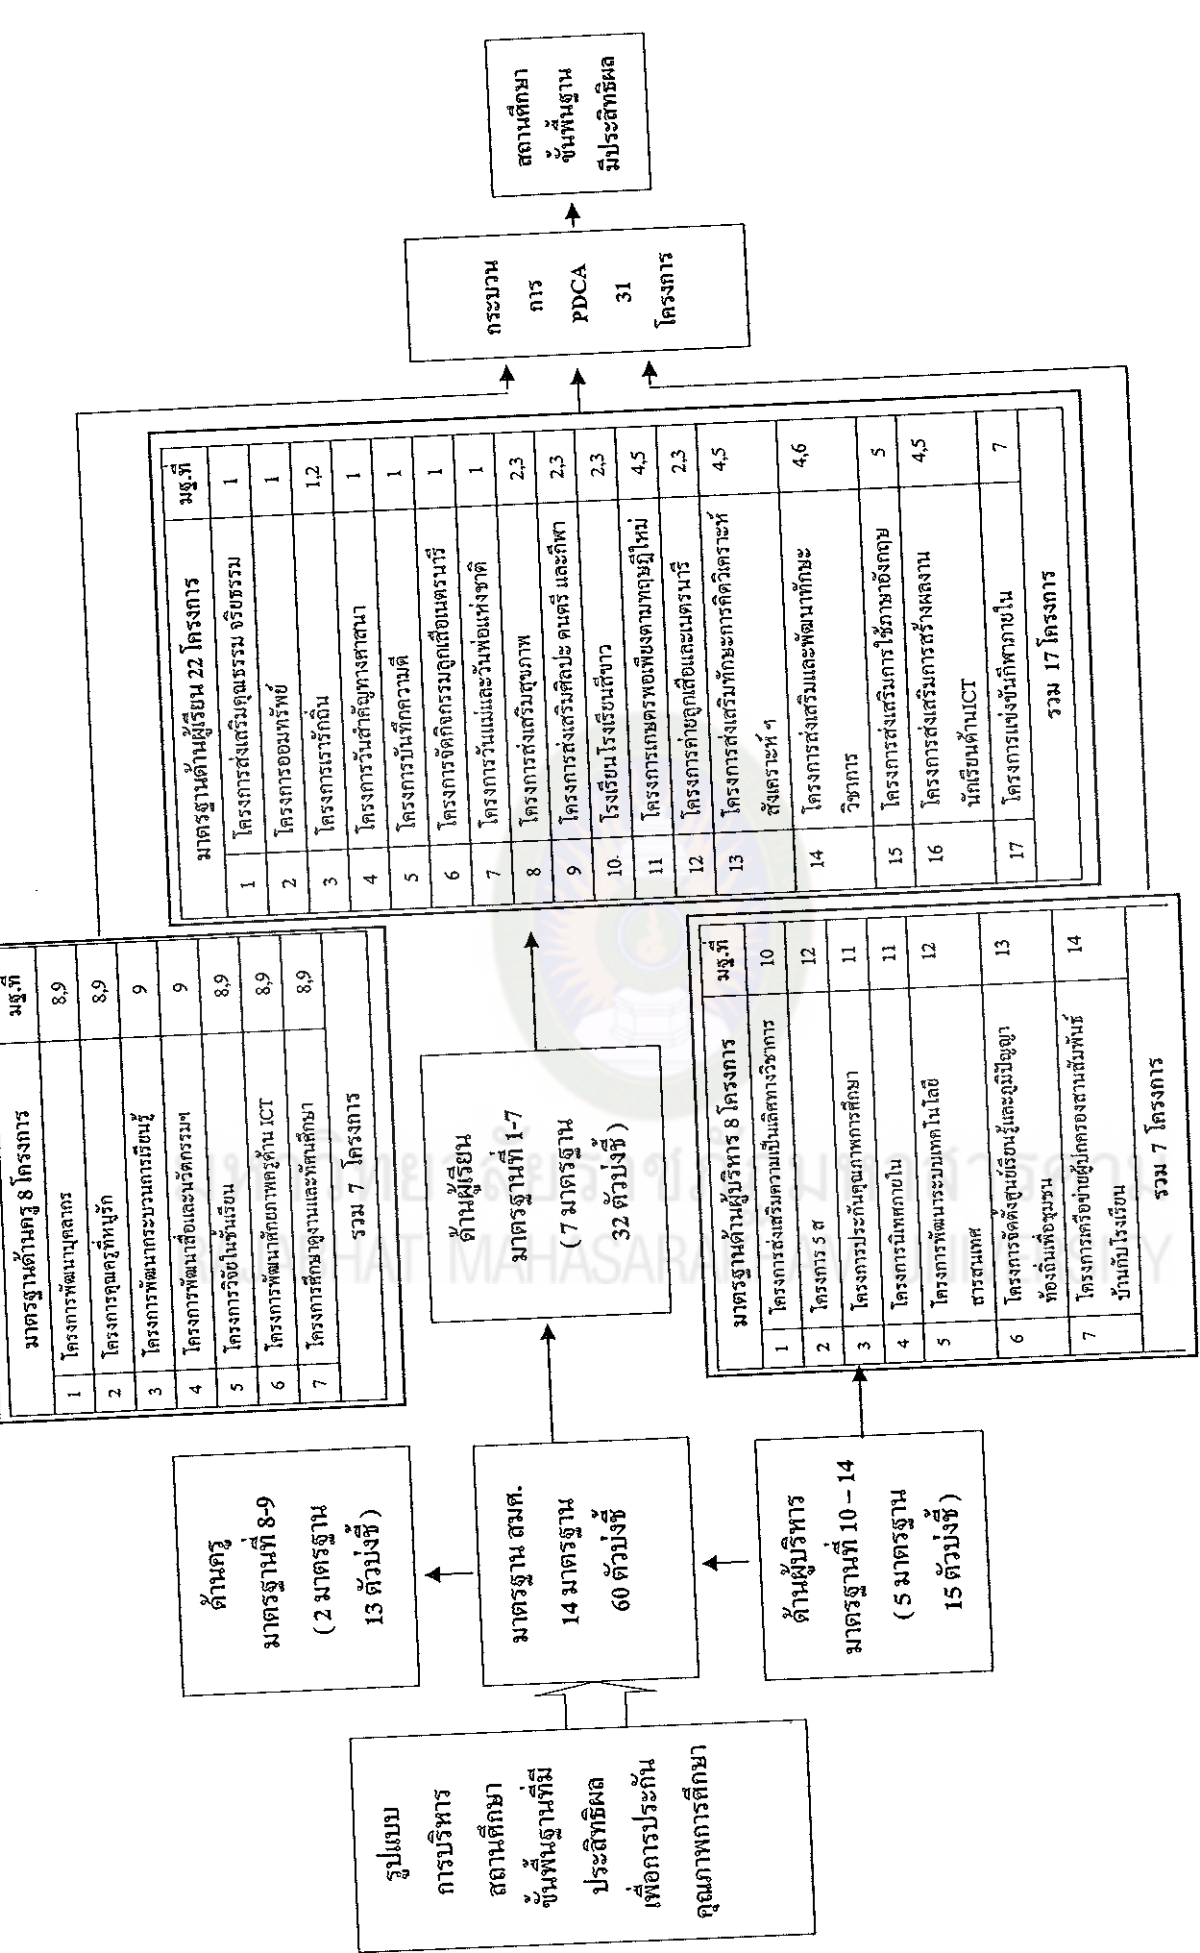 รูปแบบ
การบริหาร
สถานศึกษา
ขั้นพื้นฐานที่มี
ประสิทธิผล
เพื่อการประกัน
คุณภาพการศึกษา
ด้านครู
มาตรฐานที่ 8-9
( 2 มาตรฐาน
13 ตัวบ่งชี้ )
มาตรฐาน สมศ.
14 มาตรฐาน
60 ตัวบ่งชี้
ด้านผู้บริหาร
มาตรฐานที่ 10 – 14
( 5 มาตรฐาน
15 ตัวบ่งชี้ )
มาตรฐานด้านครู 8 โครงการ มฐ.ที่
1 โครงการพัฒนาบุคลากร 8,9
2 โครงการคุณครูที่หนูรัก 8,9
3 โครงการพัฒนากระบวนการเรียนรู้ 9
4 โครงการพัฒนาสื่อและนวัตกรรมฯ 9
5 โครงการวิจัยในชั้นเรียน 8,9
6 โครงการพัฒนาศักยภาพครูด้าน ICT 8,9
7 โครงการศึกษาดูงานและทัศนศึกษา 8,9
รวม 7 โครงการ
ด้านผู้เรียน
มาตรฐานที่ 1-7
( 7 มาตรฐาน
32 ตัวบ่งชี้ )
มาตรฐานด้านผู้บริหาร 8 โครงการ มฐ.ที่
1 โครงการส่งเสริมความเป็นเลิศทางวิชาการ 10
2 โครงการ 5 ส 12
3 โครงการประกันคุณภาพการศึกษา 11
4 โครงการนิเทศภายใน 11
5 โครงการพัฒนาระบบเทคโนโลยี 12
สารสนเทศ
6 โครงการจัดตั้งศูนย์เรียนรู้และภูมิปัญญา 13
ท้องถิ่นเพื่อชุมชน
7 โครงการเครือข่ายผู้ปกครองสานสัมพันธ์ 14
บ้านกับโรงเรียน
รวม 7 โครงการ
มาตรฐานด้านผู้เรียน 22 โครงการ มฐ.ที่
1 โครงการส่งเสริมคุณธรรม จริยธรรม 1
2 โครงการออมทรัพย์ 1
3 โครงการเรารักถิ่น 1,2
4 โครงการวันสำคัญทางศาสนา 1
5 โครงการบันทึกความดี 1
6 โครงการจัดกิจกรรมลูกเสือเนตรนารี 1
7 โครงการวันแม่และวันพ่อแห่งชาติ 1
8 โครงการส่งเสริมสุขภาพ 2,3
9 โครงการส่งเสริมศิลปะ ดนตรี และกีฬา 2,3
10. โรงเรียนโรงเรียนสีขาว 2,3
11 โครงการเกษตรพอเพียงตามทฤษฎีใหม่ 4,5
12 โครงการค่ายลูกเสือและเนตรนารี 2,3
13 โครงการส่งเสริมทักษะการคิดวิเคราะห์ 4,5
สังเคราะห์ ฯ
14 โครงการส่งเสริมและพัฒนาทักษะ 4,6
วิชาการ
15 โครงการส่งเสริมการใช้ภาษาอังกฤษ 5
16 โครงการส่งเสริมการสร้างผลงาน 4,5
นักเรียนด้านICT
17 โครงการแข่งขันกีฬาภายใน 7
รวม 17 โครงการ
กระบวน
การ
PDCA
31
โครงการ
สถานศึกษา
ขั้นพื้นฐาน
มีประสิทธิผล
มหาวิทยาลัยราชภัฏมหาสารคาม
RAJABHAT MAHASARAKHAM UNIVERSITY